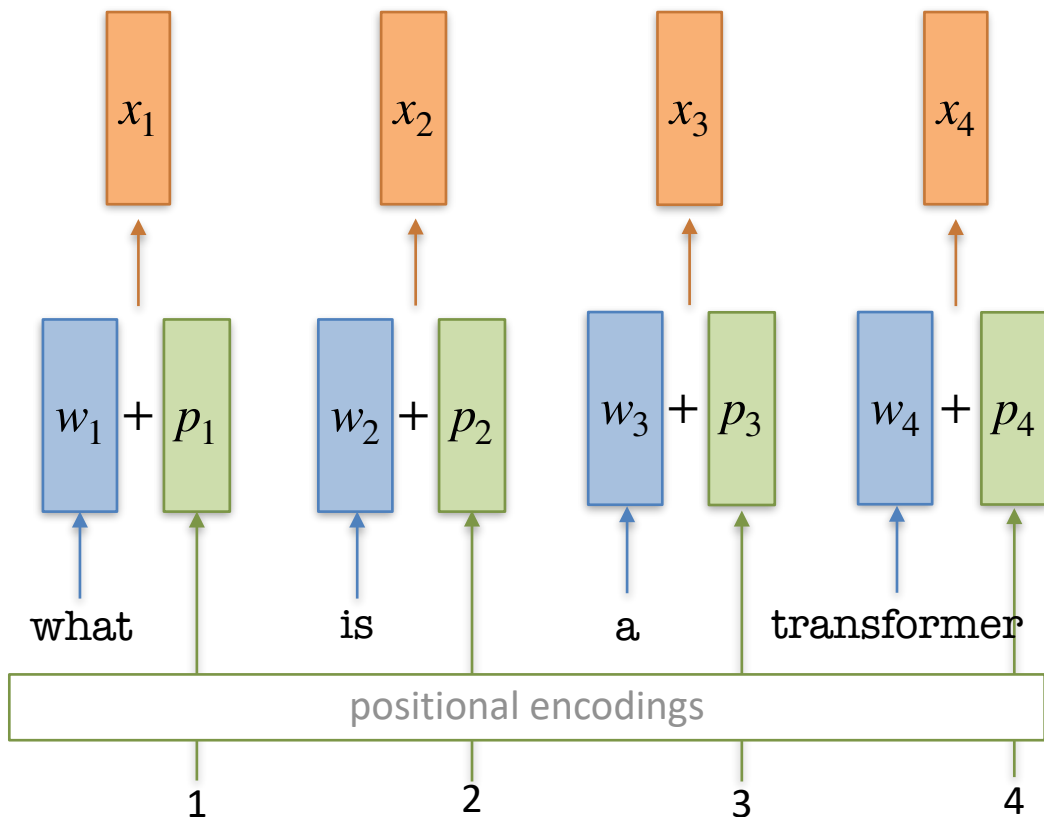 x₁ x₂ x₃ x₄
w₁ + p₁ w₂ + p₂ w₃ + p₃ w₄ + p₄
what is a transformer
positional encodings
1 2 3 4